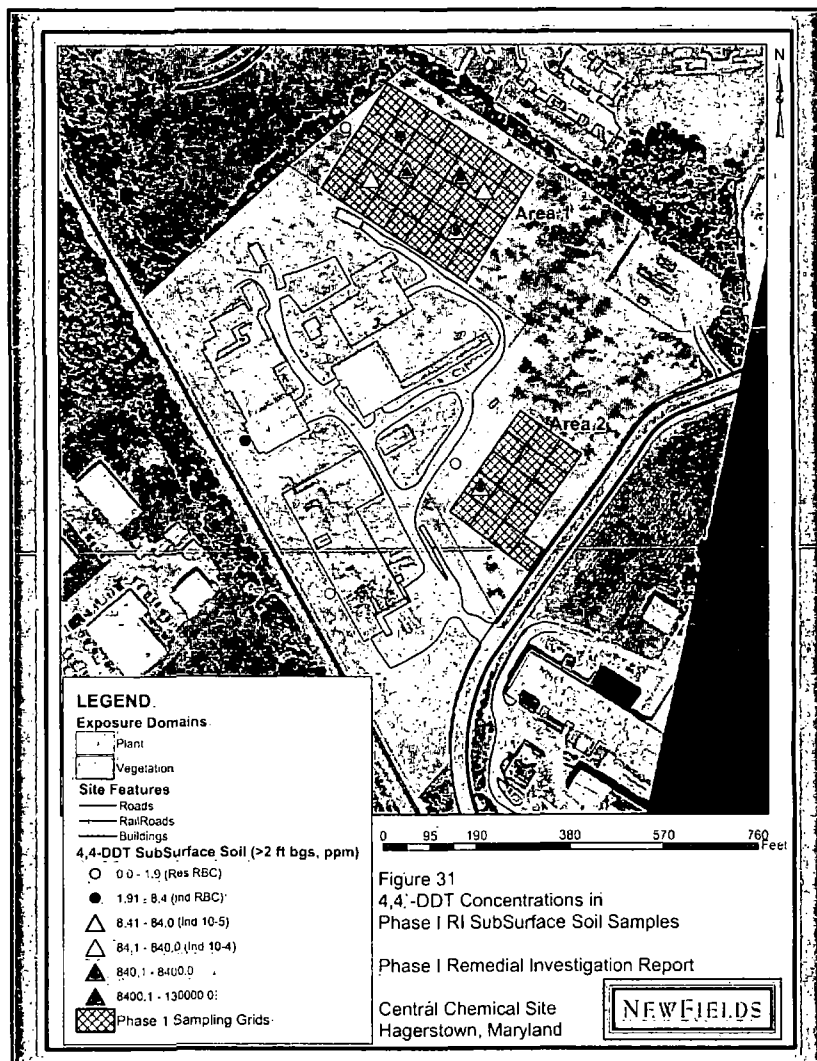 N
Area 1
Area 2
LEGEND.
Exposure Domains
Plant
Vegetation
Site Features
Roads
RailRoads
Buildings
4,4-DDT SubSurface Soil (>2 ft bgs, ppm)
0.0 - 1.9 (Res RBC)
1.91 - 8.4 (Ind RBC)
8.41 - 84.0 (Ind 10-5)
84.1 - 840.0 (Ind 10-4)
840.1 - 8400.0
8400.1 - 130000.0
Phase 1 Sampling Grids
0 95 190 380 570 760
Feet
Figure 31
4,4'-DDT Concentrations in
Phase I RI SubSurface Soil Samples
Phase I Remedial Investigation Report
Central Chemical Site
Hagerstown, Maryland
NEWFIELDS